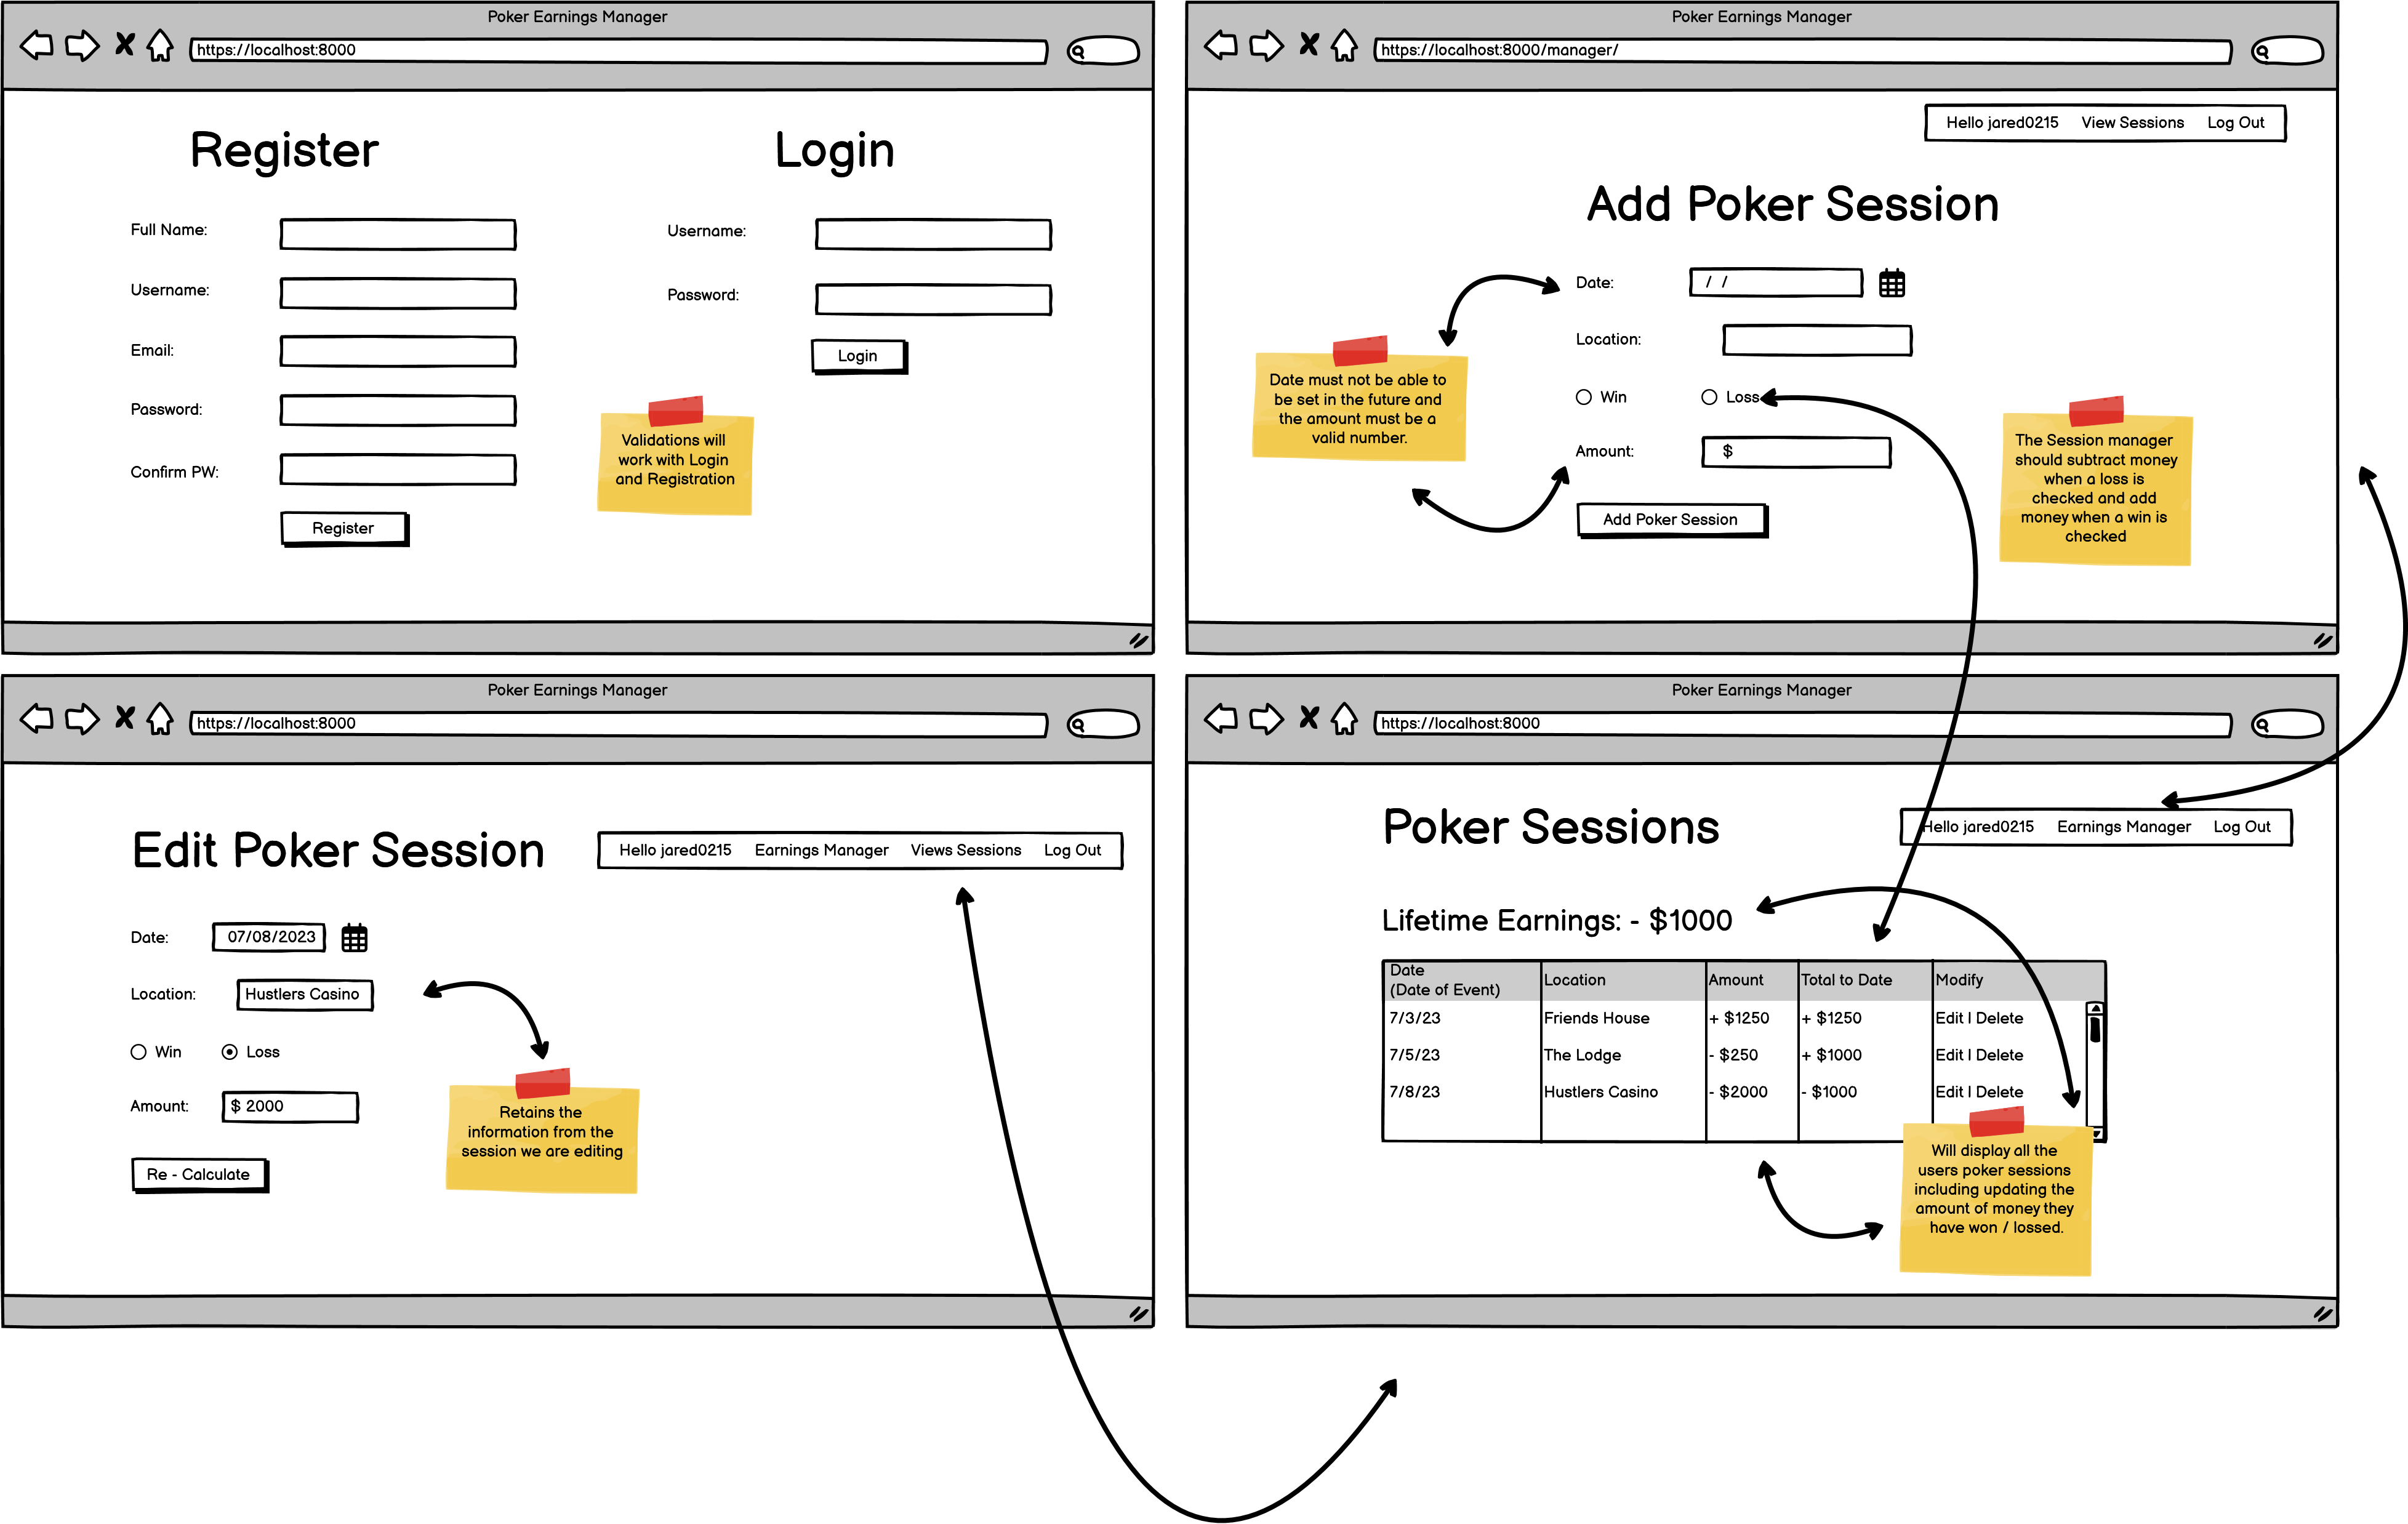 Poker Earnings Manager
https://localhost:8000
Register
Full Name:
Username:
Email:
Password:
Confirm PW:
Register
Login
Username:
Password:
Login
Validations will
work with Login
and Registration
Poker Earnings Manager
https://localhost:8000/manager/
Hello jared0215 View Sessions Log Out
Add Poker Session
Date: / /
Location:
Win Loss
Amount: $
Add Poker Session
Date must not be able to
be set in the future and
the amount must be a
valid number.
The Session manager
should subtract money
when a loss is
checked and add
money when a win is
checked
Poker Earnings Manager
https://localhost:8000
Edit Poker Session
Hello jared0215 Earnings Manager Views Sessions Log Out
Date: 07/08/2023
Location: Hustlers Casino
Win Loss
Amount: $ 2000
Re - Calculate
Retains the
information from the
session we are editing
Poker Earnings Manager
https://localhost:8000
Poker Sessions
Hello jared0215 Earnings Manager Log Out
Lifetime Earnings: - $1000
Date
(Date of Event) Location Amount Total to Date Modify
7/3/23 Friends House + $1250 + $1250 Edit | Delete
7/5/23 The Lodge - $250 + $1000 Edit | Delete
7/8/23 Hustlers Casino - $2000 - $1000 Edit | Delete
Will display all the
users poker sessions
including updating the
amount of money they
have won / lossed.